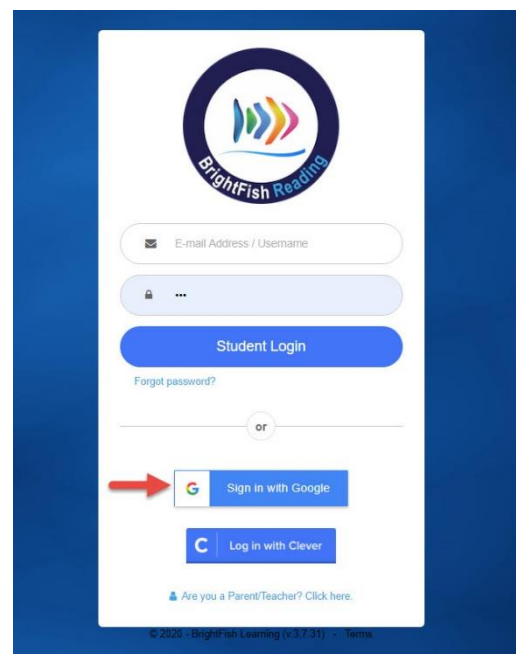 BrightFish Reading
E-mail Address / Username
•••
Student Login
Forgot password?
or
G Sign in with Google
C Log in with Clever
Are you a Parent/Teacher? Click here.
© 2020 - BrightFish Learning (v.3.7.31) - Terms